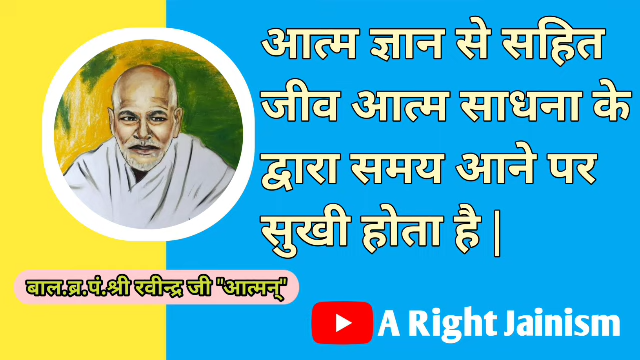 आत्म ज्ञान से सहित
जीव आत्म साधना के
द्वारा समय आने पर
सुखी होता है |
बाल.ब्र.पं.श्री रवीन्द्र जी "आत्मन्"
A Right Jainism